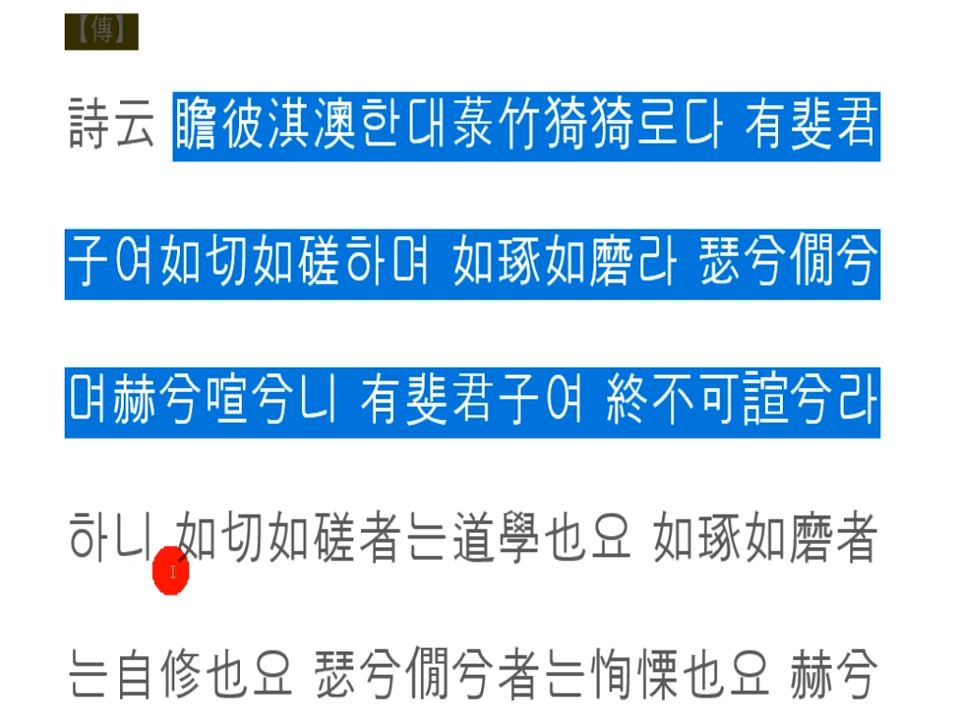 【傳】
詩云 瞻彼淇澳한대菉竹猗猗로다 有斐君
子여如切如磋하며 如琢如磨라 瑟兮僩兮
며赫兮喧兮니 有斐君子여 終不可諠兮라
하니 如切如磋者는道學也요 如琢如磨者
는自修也요 瑟兮僩兮者는恂慄也요 赫兮